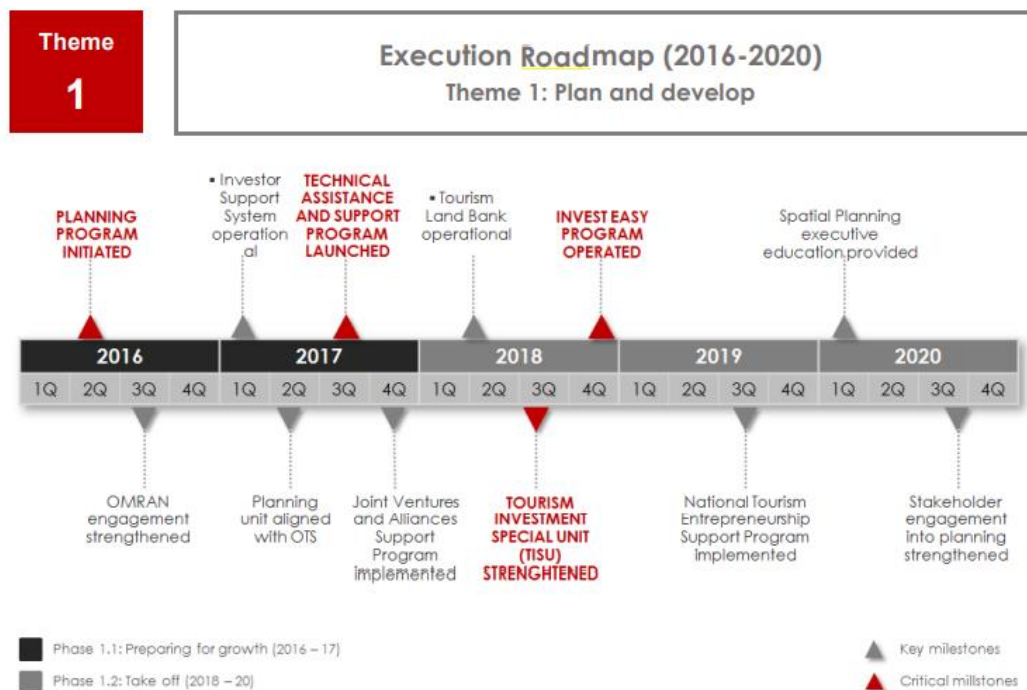 Theme
1
Execution Roadmap (2016-2020)
Theme 1: Plan and develop
PLANNING
PROGRAM
INITIATED
▪ Investor
Support
System
operation
al
TECHNICAL
ASSISTANCE
AND SUPPORT
PROGRAM
LAUNCHED
▪ Tourism
Land Bank
operational
INVEST EASY
PROGRAM
OPERATED
Spatial Planning
executive
education provided
2016 2017 2018 2019 2020
1Q 2Q 3Q 4Q 1Q 2Q 3Q 4Q 1Q 2Q 3Q 4Q 1Q 2Q 3Q 4Q 1Q 2Q 3Q 4Q
OMRAN
engagement
strengthened
Planning
unit aligned
with OTS
Joint Ventures
and Alliances
Support
Program
implemented
TOURISM
INVESTMENT
SPECIAL UNIT
(TISU)
STRENGHTENED
National Tourism
Entrepreneurship
Support Program
implemented
Stakeholder
engagement
into planning
strengthened
Phase 1.1: Preparing for growth (2016 – 17)
Phase 1.2: Take off (2018 – 20)
Key milestones
Critical millstones